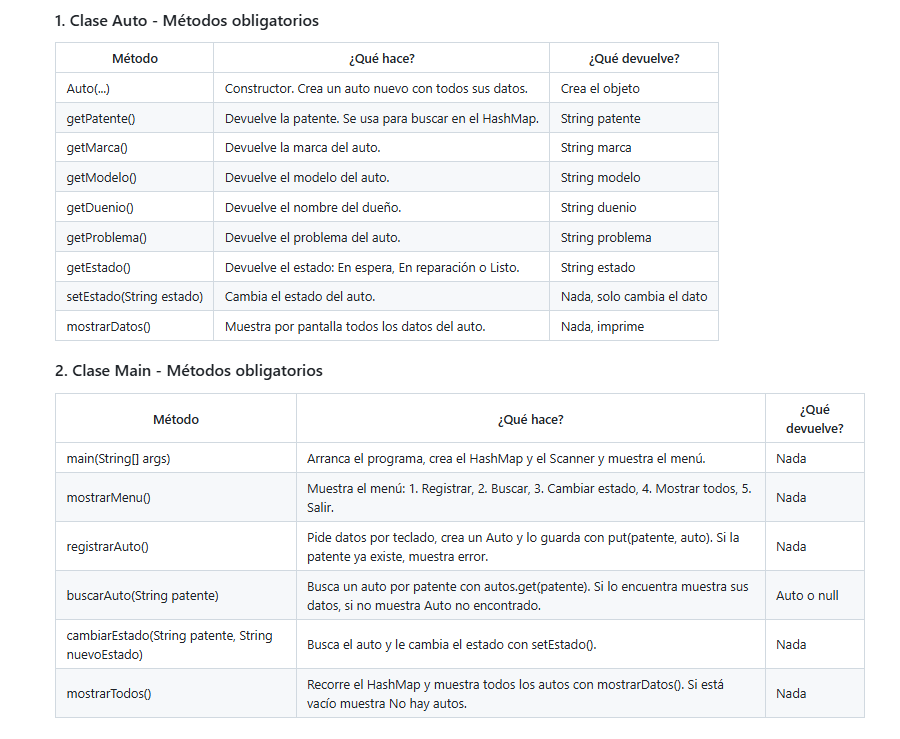 1. Clase Auto - Métodos obligatorios
Método ¿Qué hace? ¿Qué devuelve?
Auto(...) Constructor. Crea un auto nuevo con todos sus datos. Crea el objeto
getPatente() Devuelve la patente. Se usa para buscar en el HashMap. String patente
getMarca() Devuelve la marca del auto. String marca
getModelo() Devuelve el modelo del auto. String modelo
getDuenio() Devuelve el nombre del dueño. String duenio
getProblema() Devuelve el problema del auto. String problema
getEstado() Devuelve el estado: En espera, En reparación o Listo. String estado
setEstado(String estado) Cambia el estado del auto. Nada, solo cambia el dato
mostrarDatos() Muestra por pantalla todos los datos del auto. Nada, imprime
2. Clase Main - Métodos obligatorios
Método ¿Qué hace? ¿Qué
devuelve?
main(String[] args) Arranca el programa, crea el HashMap y el Scanner y muestra el menú. Nada
mostrarMenu() Muestra el menú: 1. Registrar, 2. Buscar, 3. Cambiar estado, 4. Mostrar todos, 5.
Salir. Nada
registrarAuto() Pide datos por teclado, crea un Auto y lo guarda con put(patente, auto). Si la
patente ya existe, muestra error. Nada
buscarAuto(String patente) Busca un auto por patente con autos.get(patente). Si lo encuentra muestra sus
datos, si no muestra Auto no encontrado. Auto o null
cambiarEstado(String patente, String
nuevoEstado) Busca el auto y le cambia el estado con setEstado(). Nada
mostrarTodos() Recorre el HashMap y muestra todos los autos con mostrarDatos(). Si está
vacío muestra No hay autos. Nada